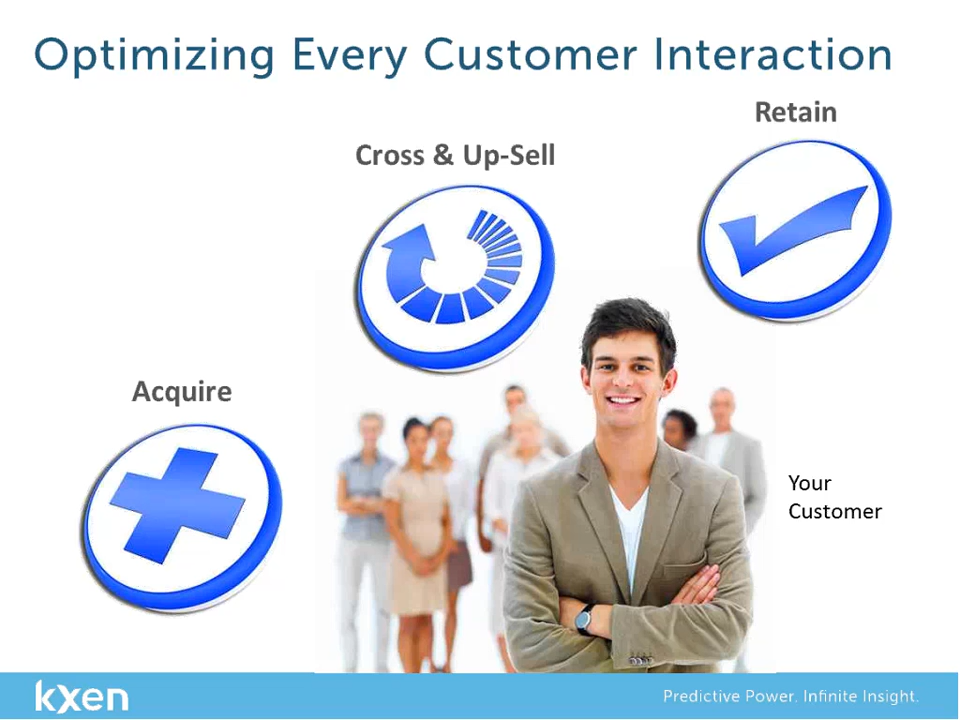 Optimizing Every Customer Interaction
Retain
Cross & Up-Sell
Acquire
Your
Customer
kxen
Predictive Power. Infinite Insight.